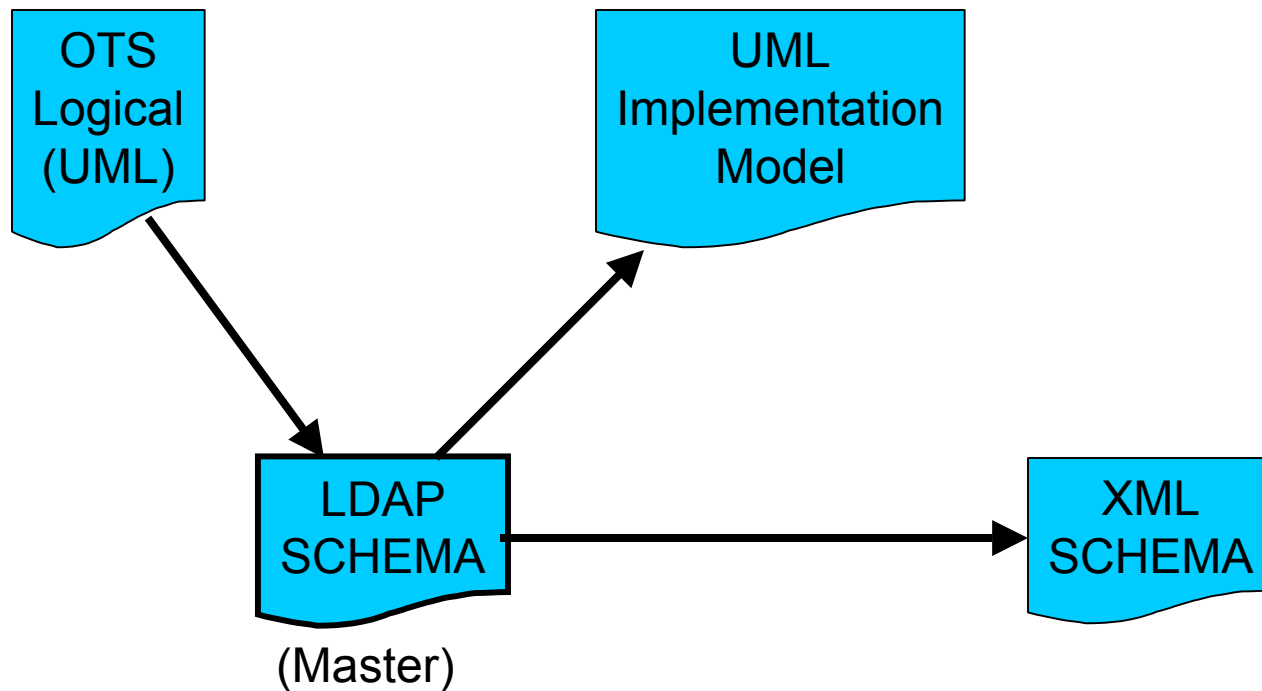 OTS
Logical
(UML)
UML
Implementation
Model
LDAP
SCHEMA
(Master)
XML
SCHEMA